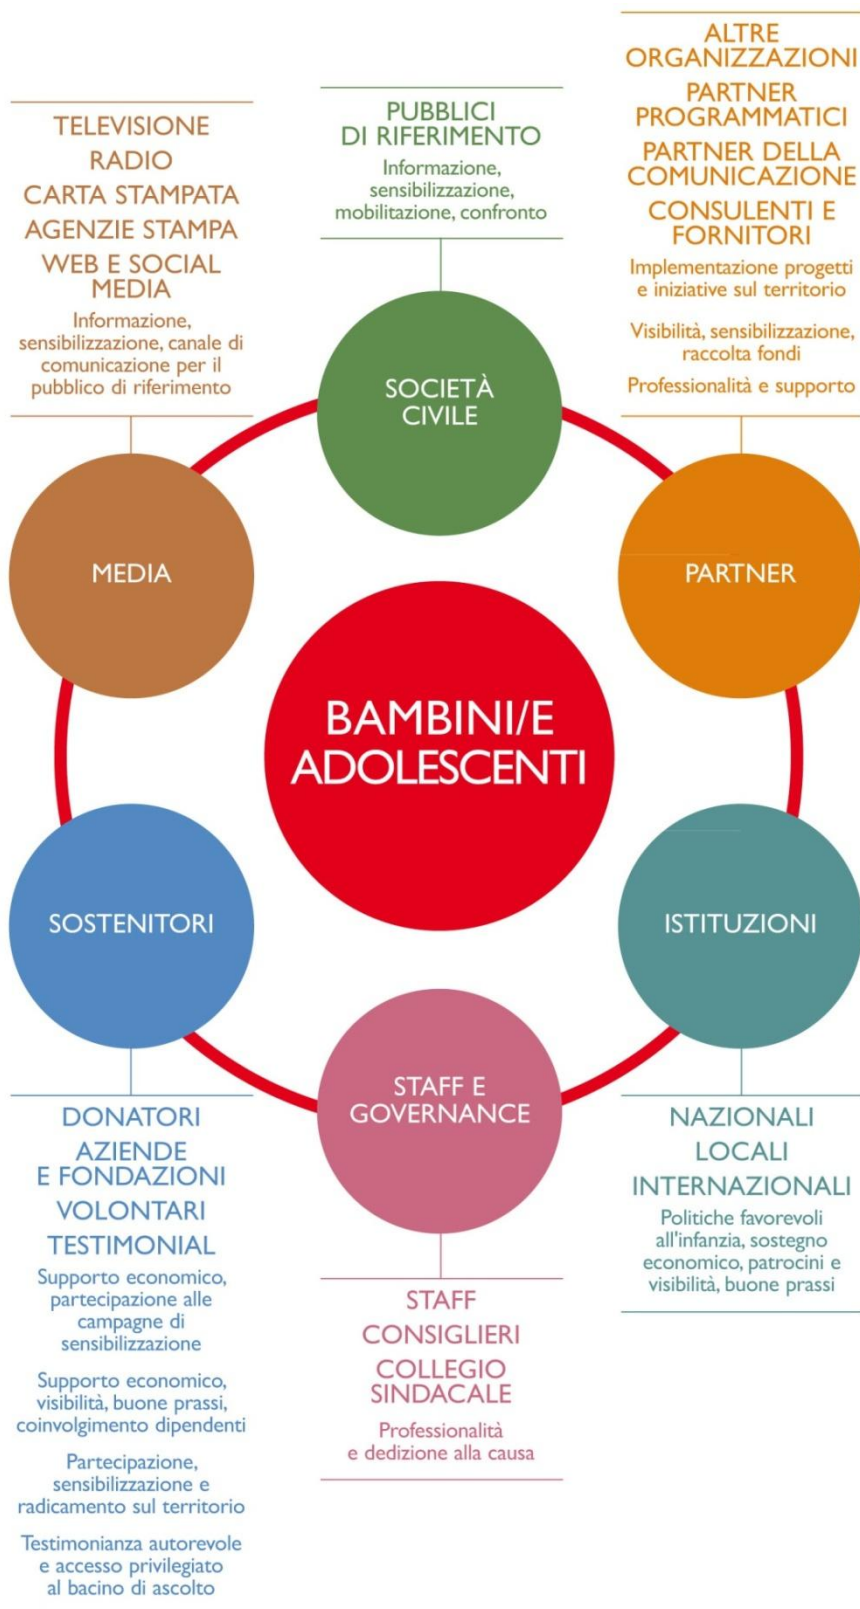 TELEVISIONE
RADIO
CARTA STAMPATA
AGENZIE STAMPA
WEB E SOCIAL
MEDIA
Informazione,
sensibilizzazione, canale di
comunicazione per il
pubblico di riferimento
MEDIA
PUBBLICI
DI RIFERIMENTO
Informazione,
sensibilizzazione,
mobilitazione, confronto
SOCIETÀ
CIVILE
ALTRE
ORGANIZZAZIONI
PARTNER
PROGRAMMATICI
PARTNER DELLA
COMUNICAZIONE
CONSULENTI E
FORNITORI
Implementazione progetti
e iniziative sul territorio
Visibilità, sensibilizzazione,
raccolta fondi
Professionalità e supporto
PARTNER
BAMBINI/E
ADOLESCENTI
SOSTENITORI
DONATORI
AZIENDE
E FONDAZIONI
VOLONTARI
TESTIMONIAL
Supporto economico,
partecipazione alle
campagne di
sensibilizzazione
Supporto economico,
visibilità, buone prassi,
coinvolgimento dipendenti
Partecipazione,
sensibilizzazione e
radicamento sul territorio
Testimonianza autorevole
e accesso privilegiato
al bacino di ascolto
STAFF E
GOVERNANCE
STAFF
CONSIGLIERI
COLLEGIO
SINDACALE
Professionalità
e dedizione alla causa
ISTITUZIONI
NAZIONALI
LOCALI
INTERNAZIONALI
Politiche favorevoli
all'infanzia, sostegno
economico, patrocini e
visibilità, buone prassi